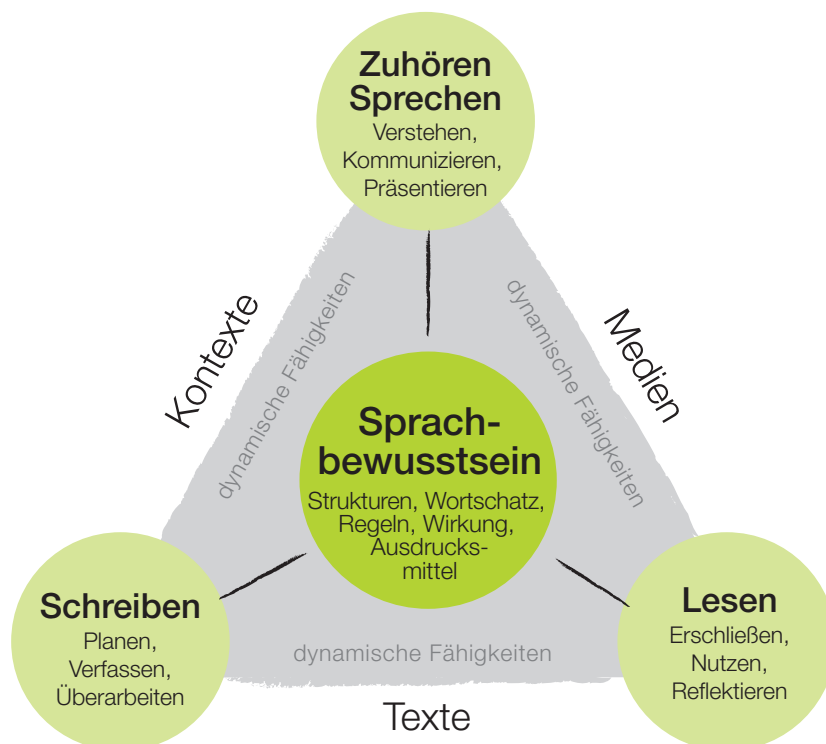 Zuhören
Sprechen
Verstehen,
Kommunizieren,
Präsentieren
Kontexte
dynamische Fähigkeiten
dynamische Fähigkeiten
Medien
Sprach-
bewusstsein
Strukturen, Wortschatz,
Regeln, Wirkung,
Ausdrucks-
mittel
Schreiben
Planen,
Verfassen,
Überarbeiten
Lesen
Erschließen,
Nutzen,
Reflektieren
dynamische Fähigkeiten
Texte